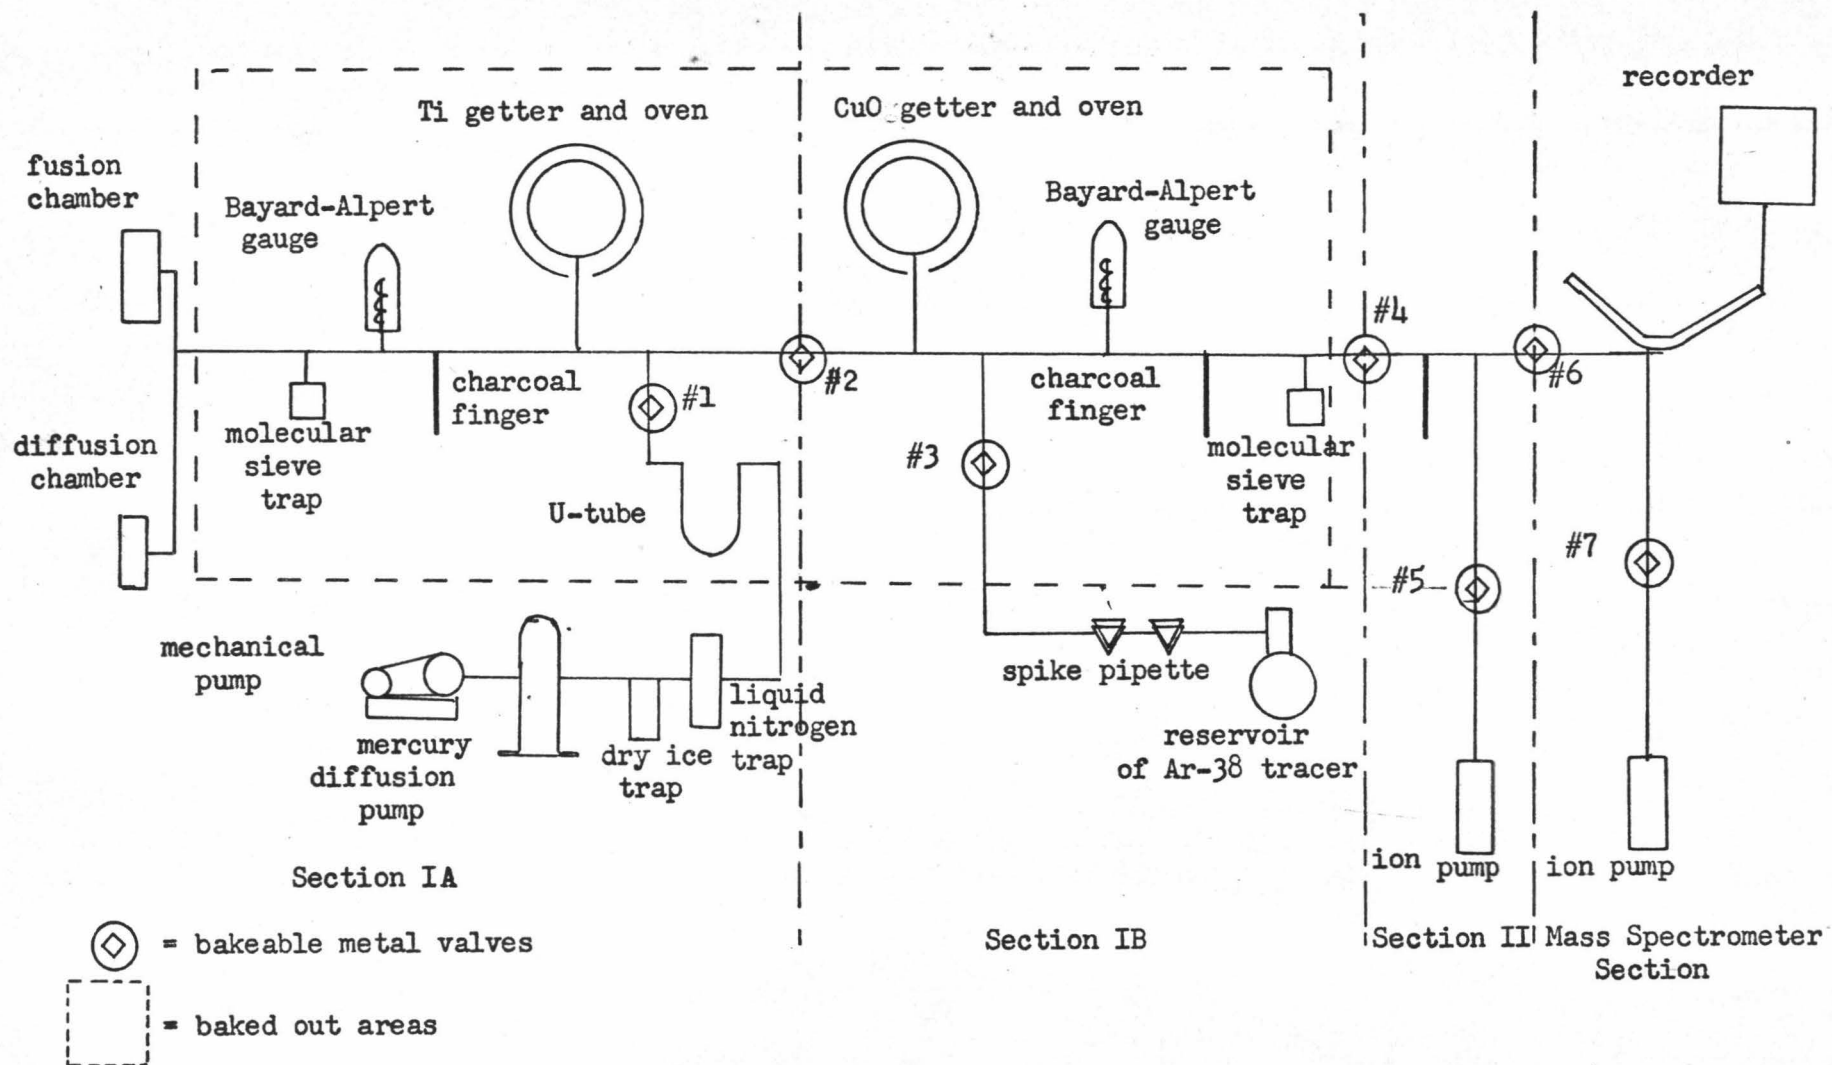 recorder
Ti getter and oven
CuO getter and oven
fusion
chamber
Bayard-Alpert
gauge
Bayard-Alpert
gauge
#4
#2
#6
charcoal
finger
#1
charcoal
finger
molecular
sieve
trap
diffusion
chamber
#3
molecular
sieve
trap
U-tube
#5
#7
mechanical
pump
spike pipette
liquid
nitrogen
trap
mercury
diffusion
pump
dry ice
trap
reservoir
of Ar-38 tracer
ion pump
ion pump
Section IA
Section IB
Section II
Mass Spectrometer
Section
= bakeable metal valves
= baked out areas